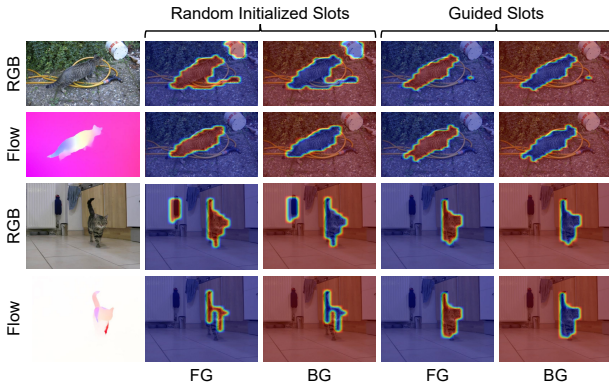 Random Initialized Slots
Guided Slots
RGB
Flow
RGB
Flow
FG
BG
FG
BG